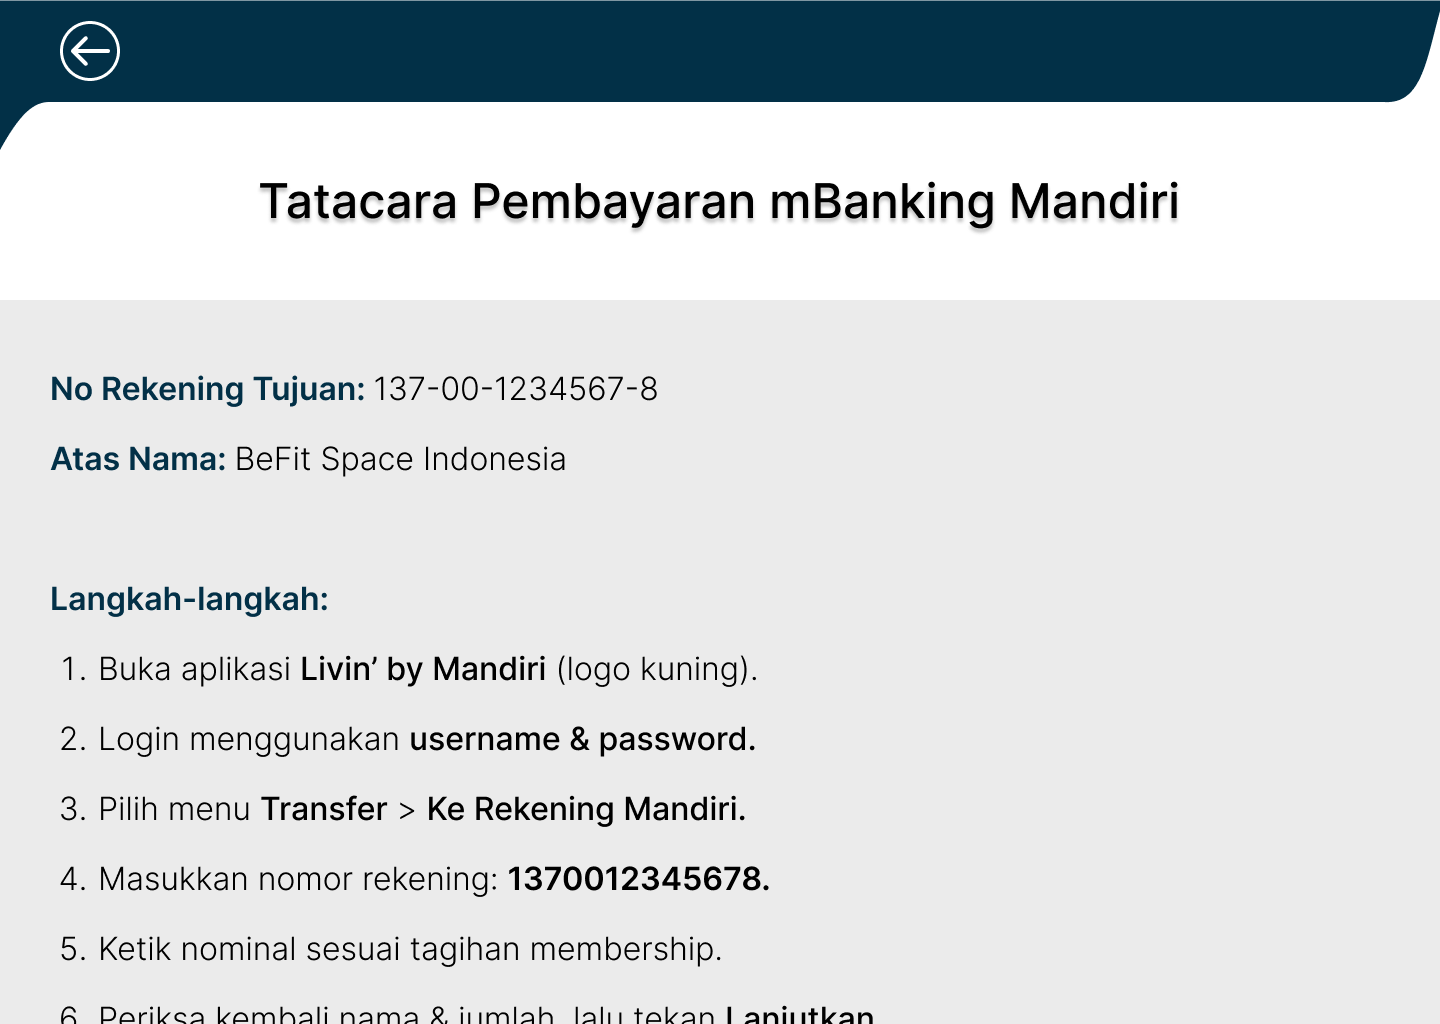 Tatacara Pembayaran mBanking Mandiri
No Rekening Tujuan: 137-00-1234567-8
Atas Nama: BeFit Space Indonesia
Langkah-langkah:
1. Buka aplikasi Livin’ by Mandiri (logo kuning).
2. Login menggunakan username & password.
3. Pilih menu Transfer > Ke Rekening Mandiri.
4. Masukkan nomor rekening: 1370012345678.
5. Ketik nominal sesuai tagihan membership.
6. Periksa kembali nama & jumlah, lalu tekan Lanjutkan.